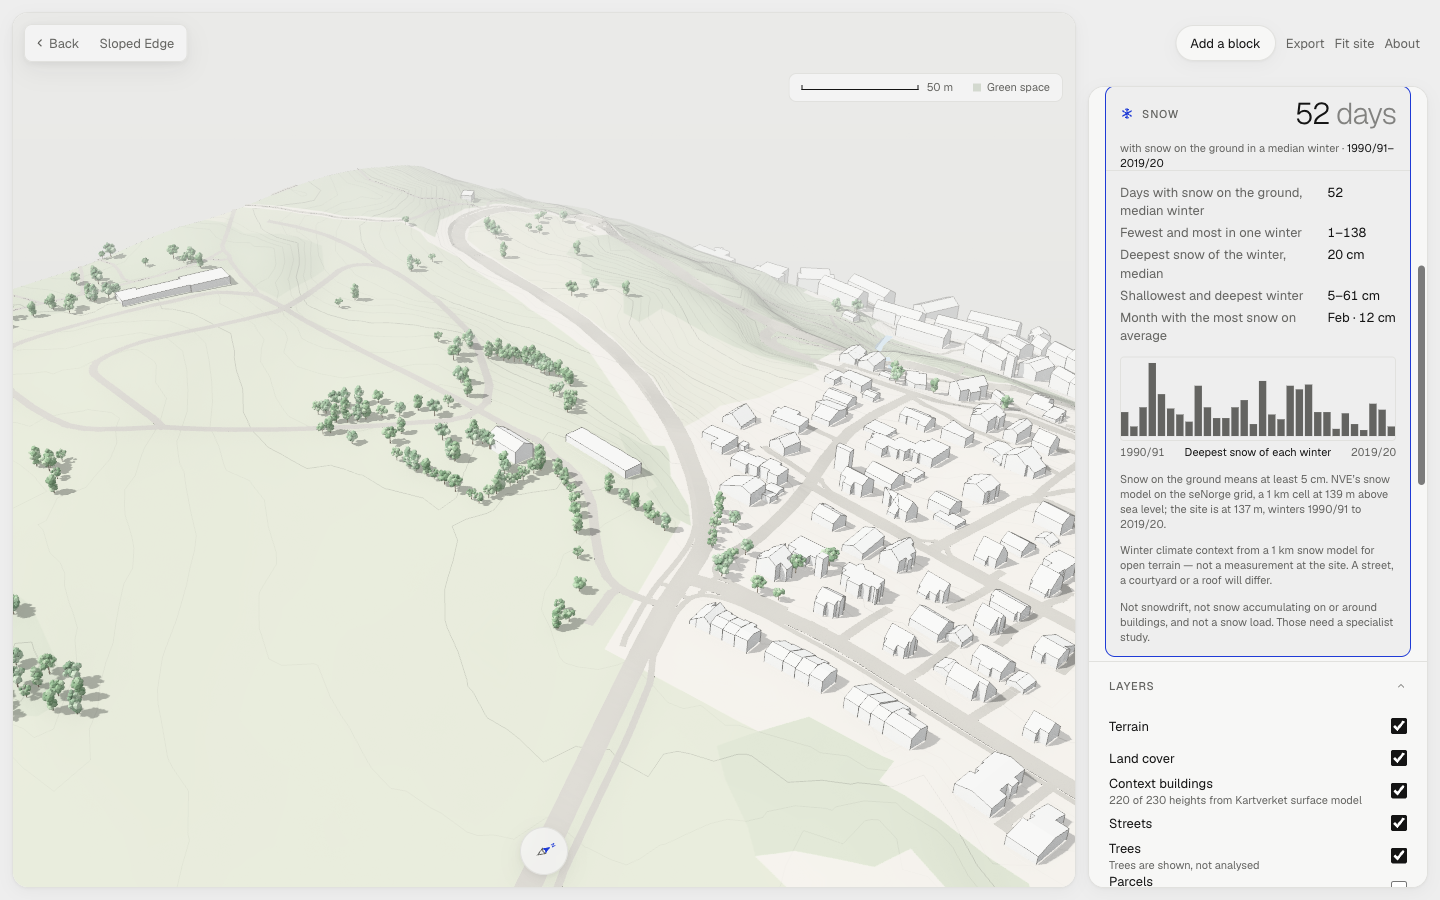 Back
Sloped Edge
Add a block
Export
Fit site
About
50 m
Green space
SNOW
52 days
with snow on the ground in a median winter · 1990/91–
2019/20
Days with snow on the ground,
median winter
52
Fewest and most in one winter
1–138
Deepest snow of the winter,
median
20 cm
Shallowest and deepest winter
5–61 cm
Month with the most snow on
average
Feb · 12 cm
1990/91
Deepest snow of each winter
2019/20
Snow on the ground means at least 5 cm. NVE's snow
model on the seNorge grid, a 1 km cell at 139 m above
sea level; the site is at 137 m, winters 1990/91 to
2019/20.
Winter climate context from a 1 km snow model for
open terrain — not a measurement at the site. A street,
a courtyard or a roof will differ.
Not snowdrift, not snow accumulating on or around
buildings, and not a snow load. Those need a specialist
study.
LAYERS
Terrain
Land cover
Context buildings
220 of 230 heights from Kartverket surface model
Streets
Trees
Trees are shown, not analysed
Parcels